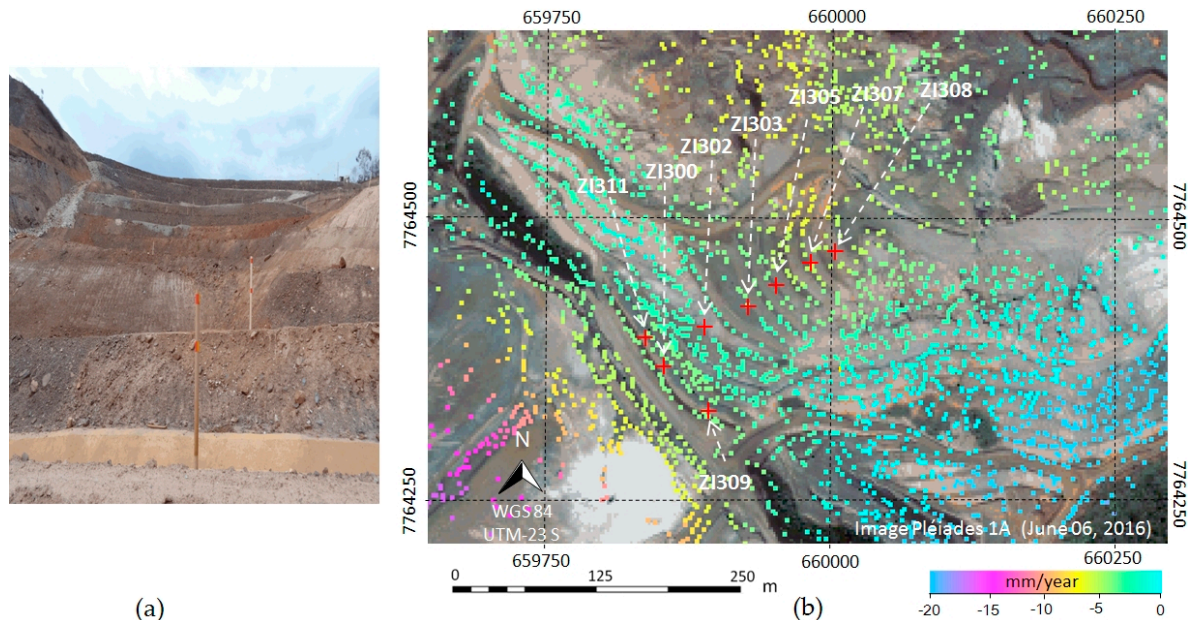 659750 660000 660250
ZI305 ZI307 ZI308
ZI303
ZI302
ZI300
ZI311
7764500 7764500
ZI309
N
WGS 84
UTM-23 S
7764250 7764250
Image Pléiades 1A (June 06, 2016)
659750 660000 660250
0 125 250 m
mm/year
-20 -15 -10 -5 0
(a) (b)